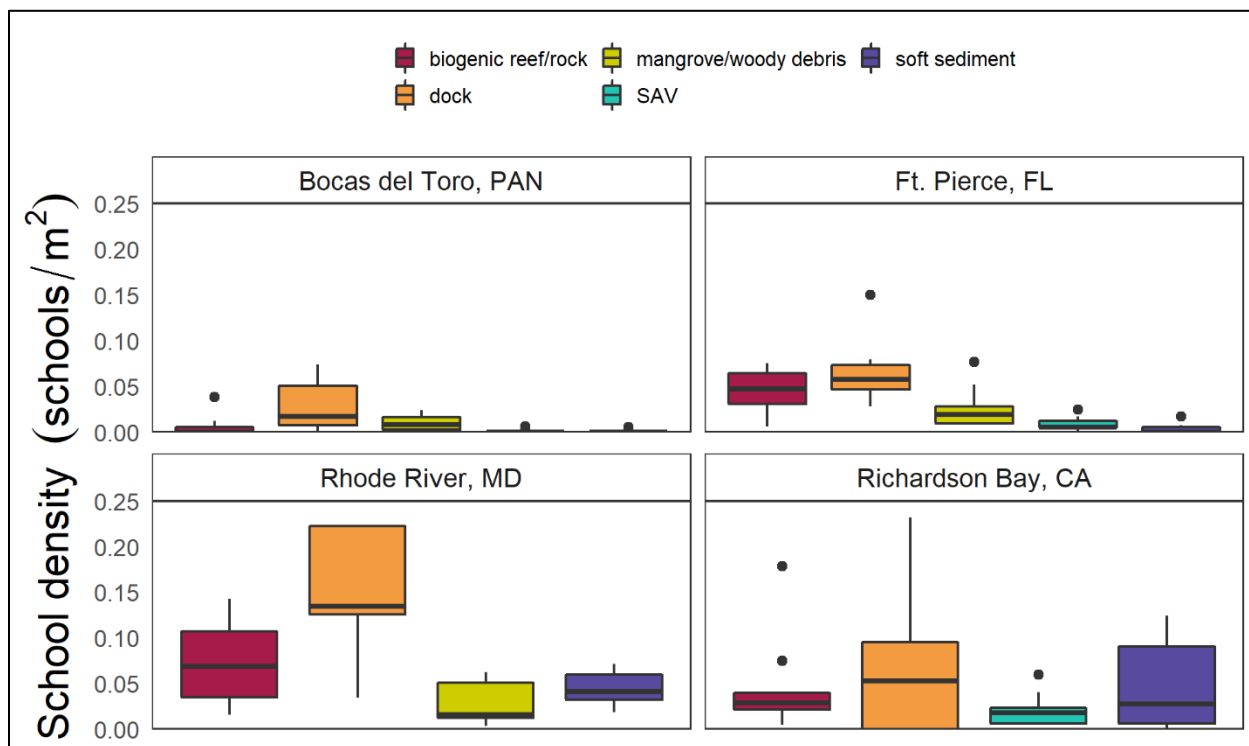 biogenic reef/rock mangrove/woody debris soft sediment
dock SAV
School density (schools/m²)
Bocas del Toro, PAN Ft. Pierce, FL
0.25
0.20
0.15
0.10
0.05
0.00
Rhode River, MD Richardson Bay, CA
0.25
0.20
0.15
0.10
0.05
0.00